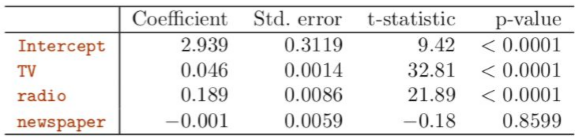 Coefficient Std. error t-statistic p-value
Intercept 2.939 0.3119 9.42 < 0.0001
TV 0.046 0.0014 32.81 < 0.0001
radio 0.189 0.0086 21.89 < 0.0001
newspaper −0.001 0.0059 −0.18 0.8599